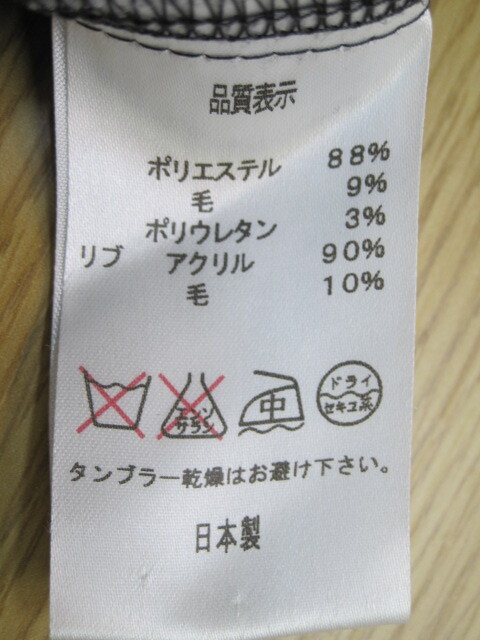 品質表示
ポリエステル 88%
毛 9%
ポリウレタン 3%
リブ アクリル 90%
毛 10%
エンソサラシ 中 ドライ セキユ系
タンブラー乾燥はお避け下さい。
日本製